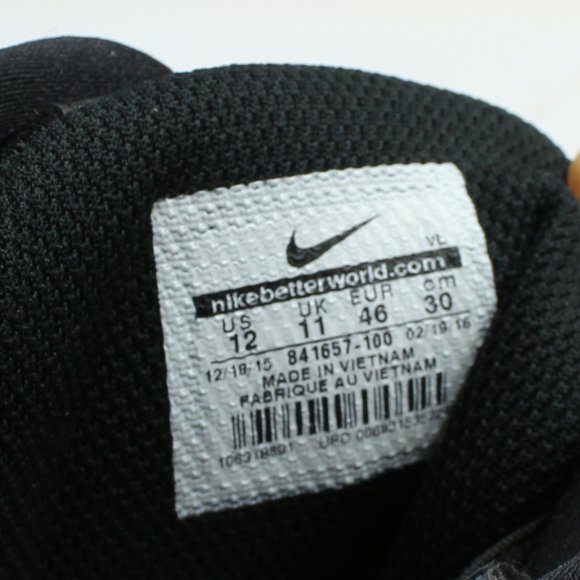 VL
nikebetterworld.com
US UK EUR cm
12 11 46 30
12/18/15 841657-100 02/19/16
MADE IN VIETNAM
FABRIQUE AU VIETNAM
UPC